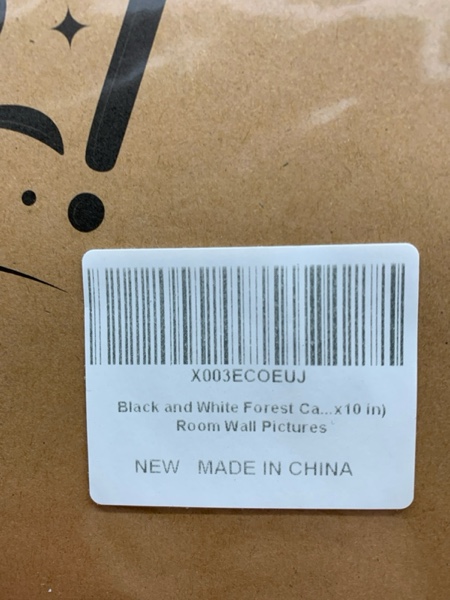 X003ECOEUJ
Black and White Forest Ca...x10 in)
Room Wall Pictures
NEW MADE IN CHINA